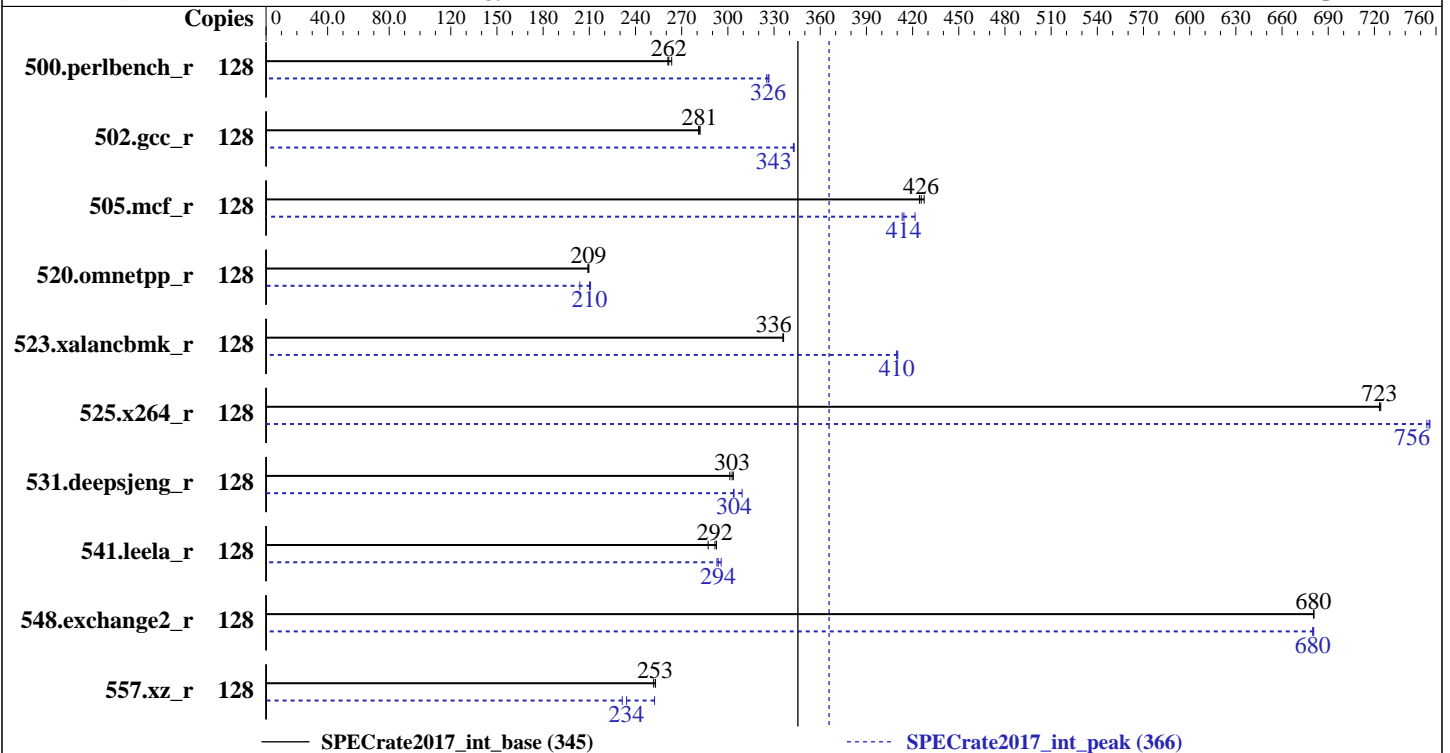 Copies 0 40.0 80.0 120 150 180 210 240 270 300 330 360 390 420 450 480 510 540 570 600 630 660 690 720 760
262
500.perlbench_r 128
326
281
502.gcc_r 128
343
426
505.mcf_r 128
414
209
520.omnetpp_r 128
210
336
523.xalancbmk_r 128
410
723
525.x264_r 128
756
303
531.deepsjeng_r 128
304
292
541.leela_r 128
294
680
548.exchange2_r 128
680
253
557.xz_r 128
234
SPECrate2017_int_base (345) SPECrate2017_int_peak (366)